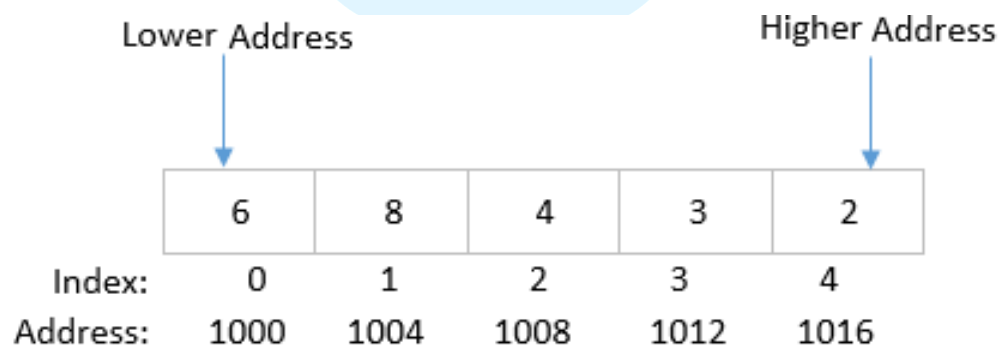 Lower Address
Higher Address
6 8 4 3 2
Index: 0 1 2 3 4
Address: 1000 1004 1008 1012 1016